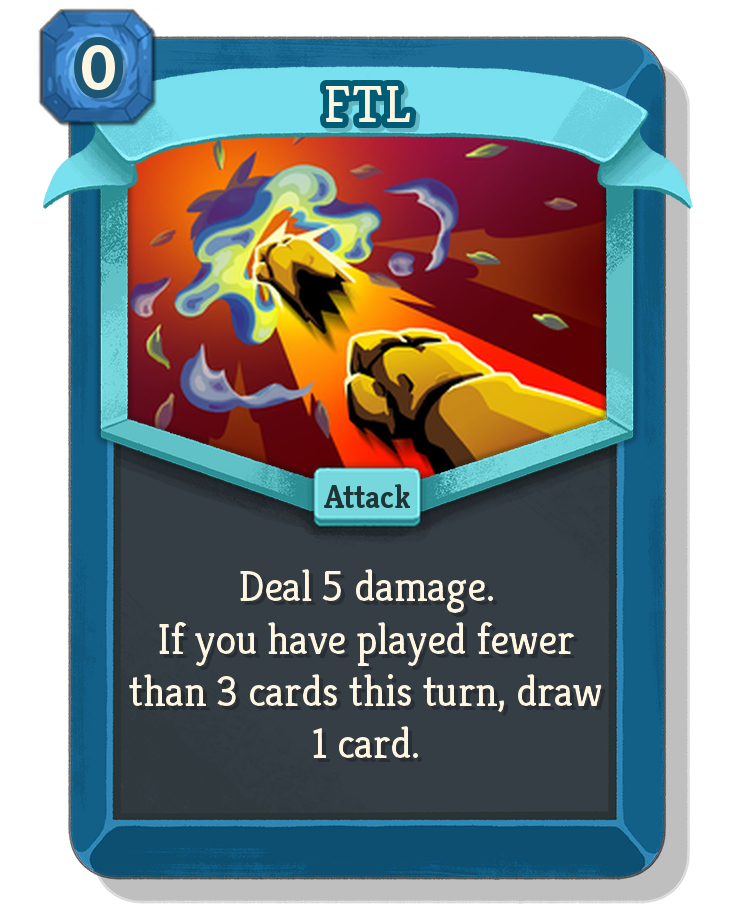 0
FTL
Attack
Deal 5 damage.
If you have played fewer
than 3 cards this turn, draw
1 card.